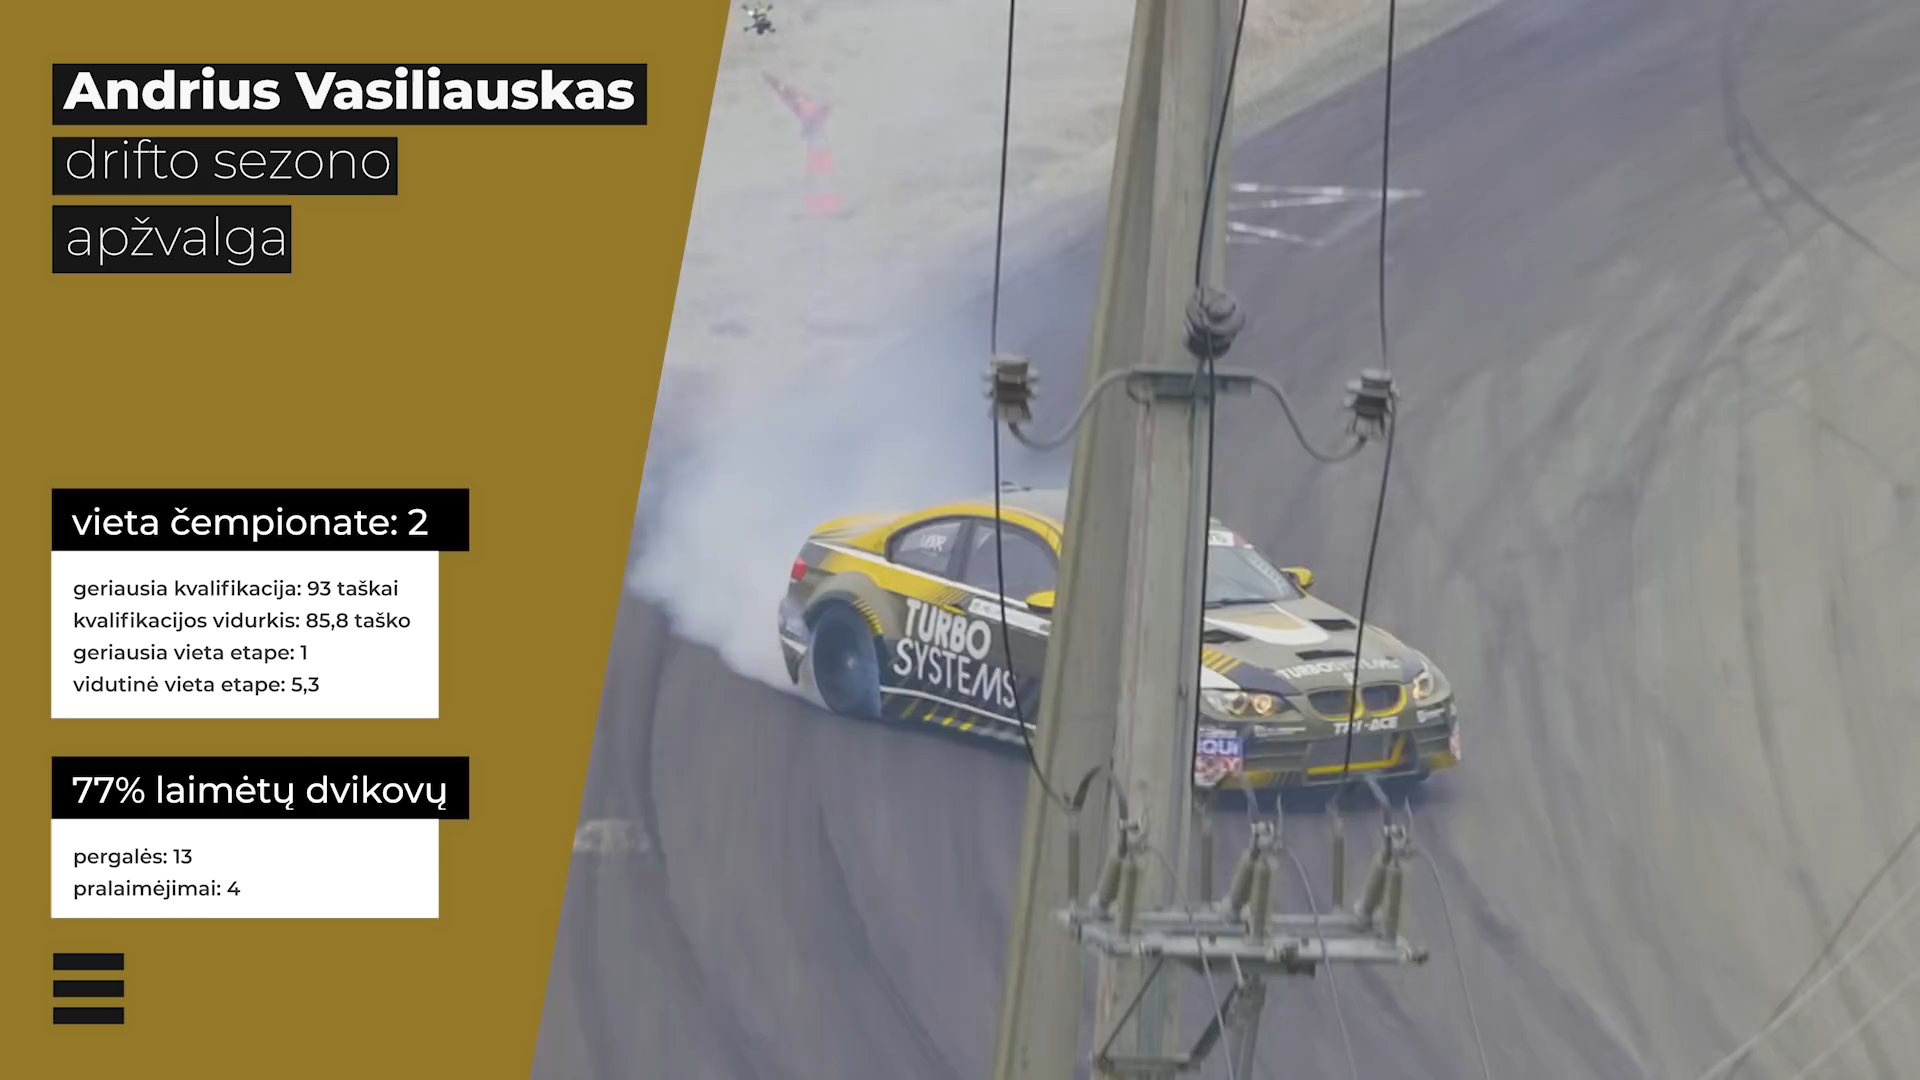 Andrius Vasiliauskas
drifto sezono
apžvalga
vieta čempionate: 2
geriausia kvalifikacija: 93 taškai
kvalifikacijos vidurkis: 85,8 taško
geriausia vieta etape: 1
vidutinė vieta etape: 5,3
77% laimėtų dvikovų
pergalės: 13
pralaimėjimai: 4
TURBO
SYSTEMS
TURBOSYSTEMS